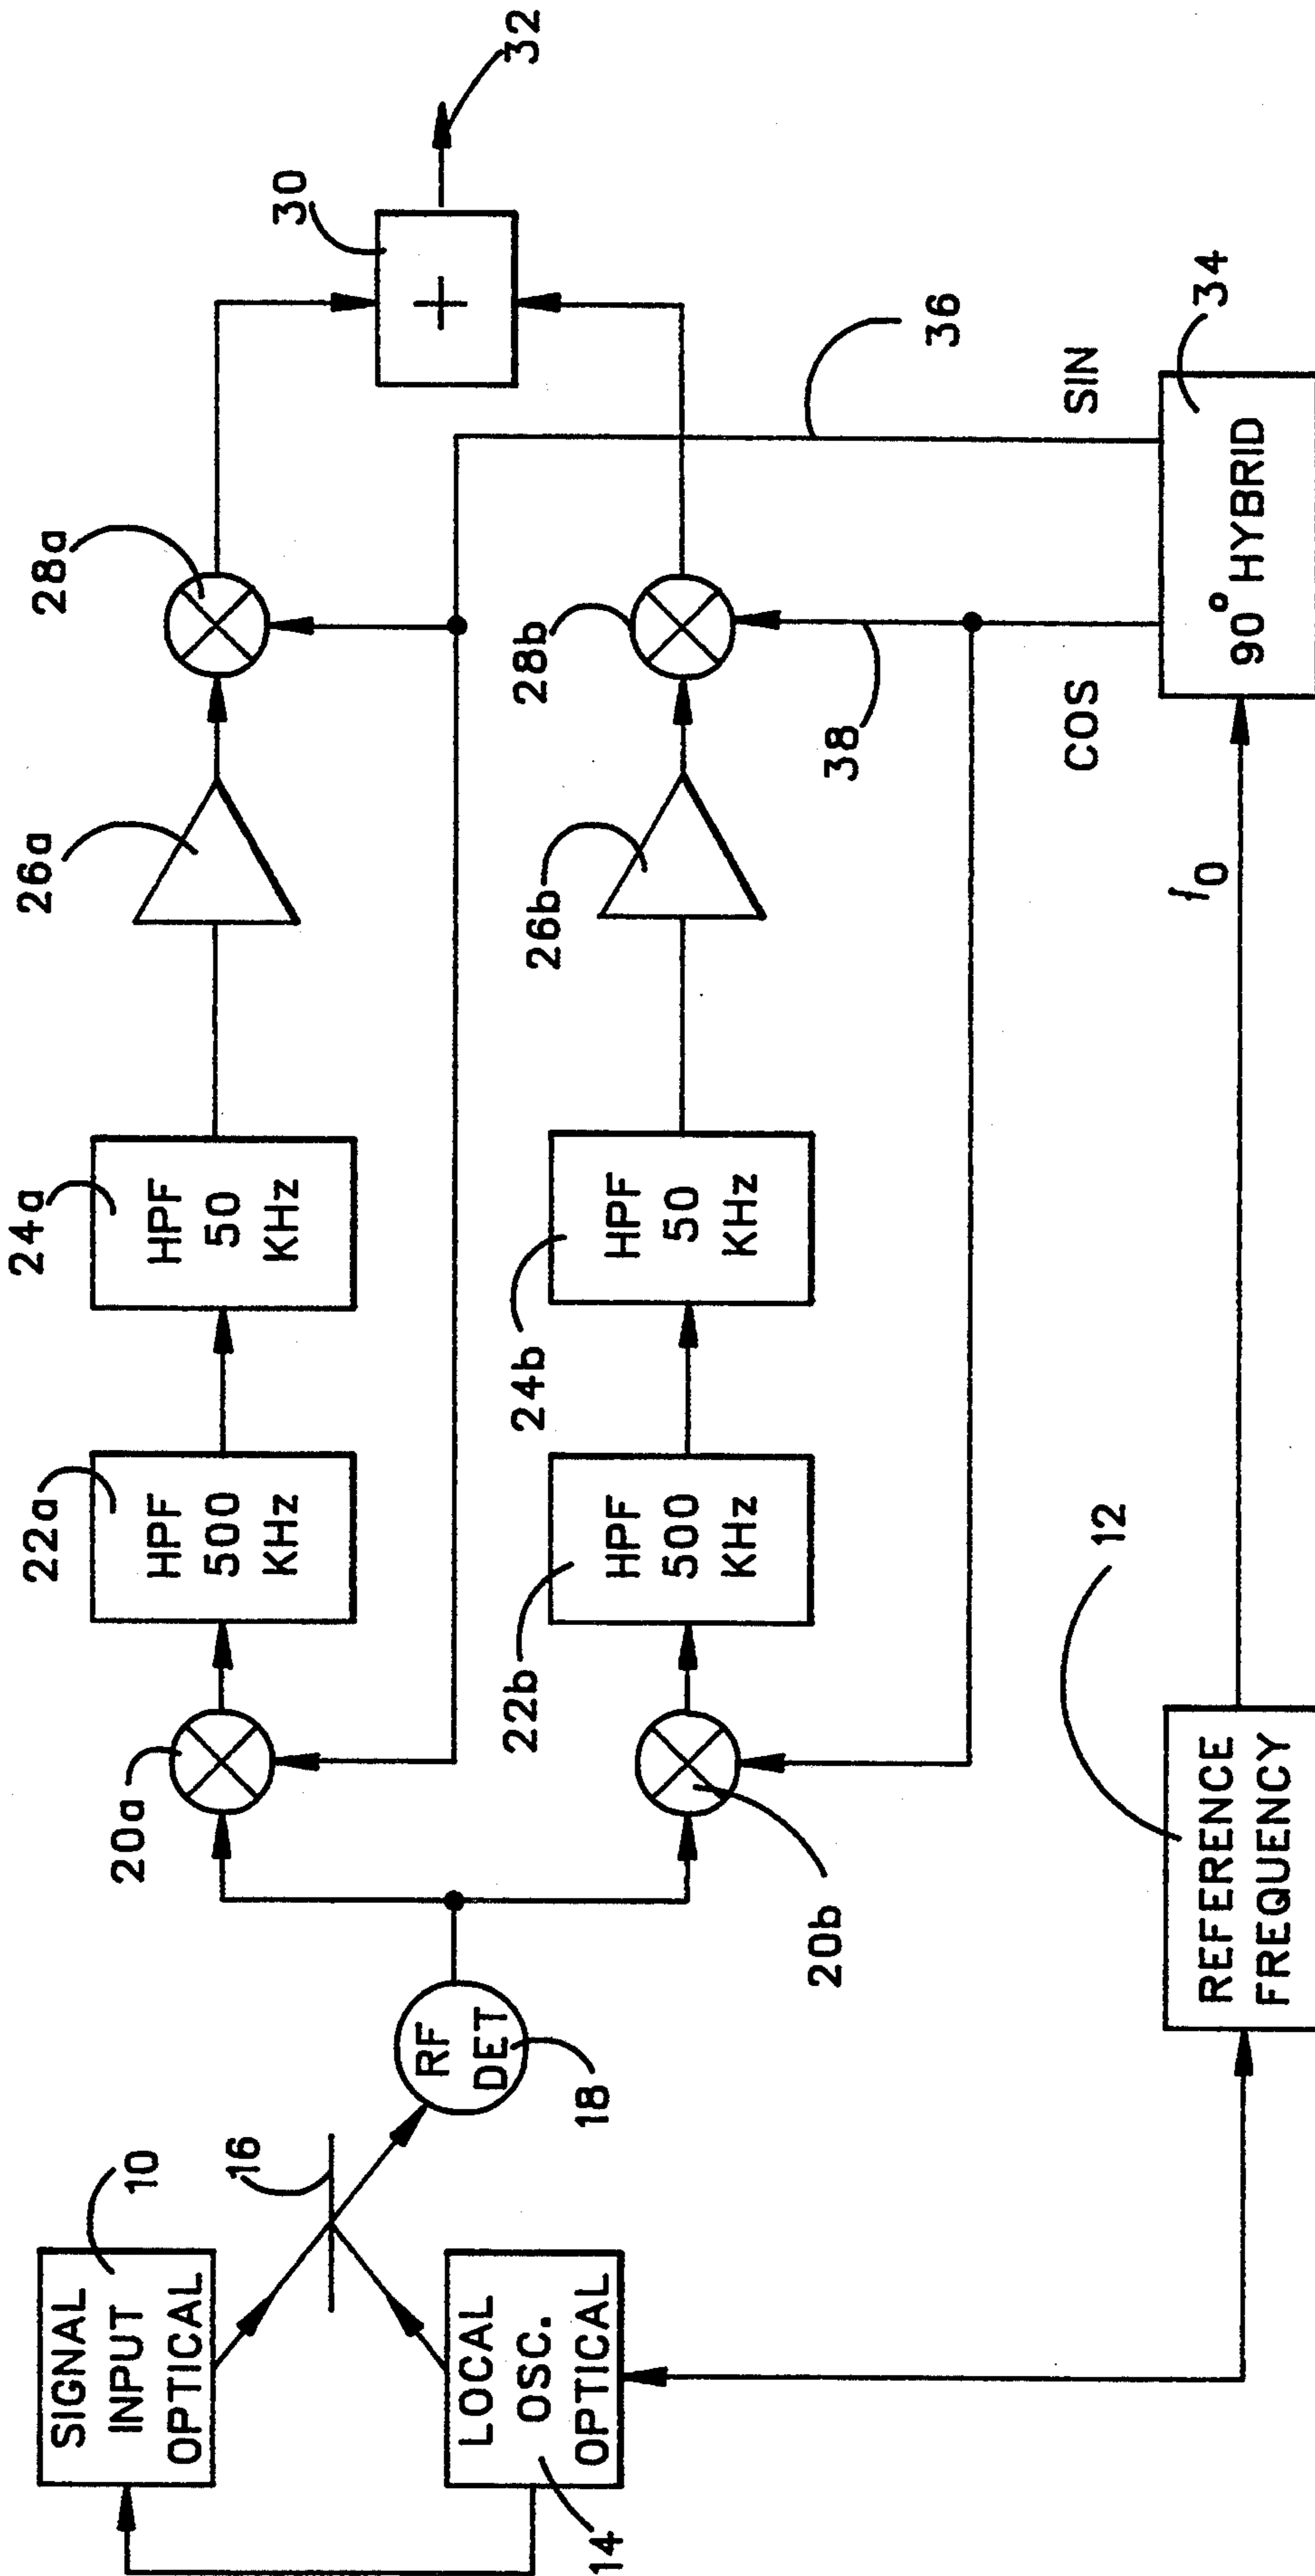 SIGNAL
INPUT
OPTICAL
10
16
LOCAL
OSC.
OPTICAL
14
RF
DET
18
20a
20b
22a
HPF
500
KHz
22b
HPF
500
KHz
24a
HPF
50
KHz
24b
HPF
50
KHz
26a
26b
28a
28b
30
+
32
36
38
COS
SIN
34
90° HYBRID
f0
12
REFERENCE
FREQUENCY